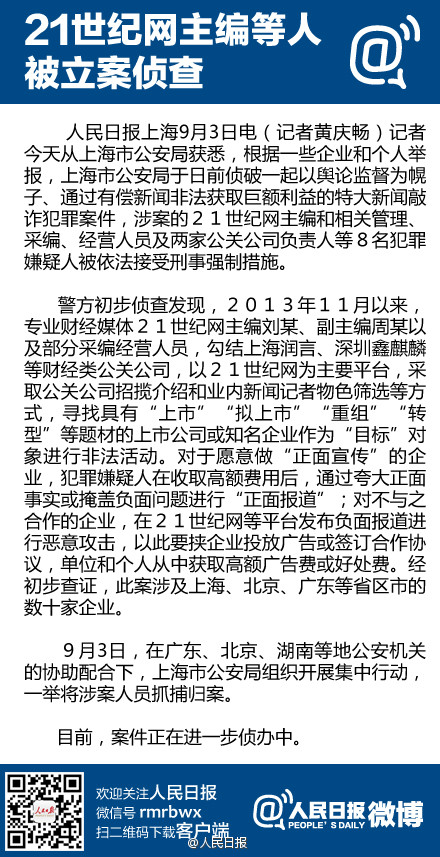 21世纪网主编等人
被立案侦查
@
人民日报上海9月3日电（记者黄庆畅）记者
今天从上海市公安局获悉，根据一些企业和个人举
报，上海市公安局于日前侦破一起以舆论监督为幌
子、通过有偿新闻非法获取巨额利益的特大新闻敲
诈犯罪案件，涉案的２１世纪网主编和相关管理、
采编、经营人员及两家公关公司负责人等８名犯罪
嫌疑人被依法接受刑事强制措施。
警方初步侦查发现，２０１３年１１月以来，
专业财经媒体２１世纪网主编刘某、副主编周某以
及部分采编经营人员，勾结上海润言、深圳鑫麒麟
等财经类公关公司，以２１世纪网为主要平台，采
取公关公司招揽介绍和业内新闻记者物色筛选等方
式，寻找具有“上市”“拟上市”“重组”“转
型”等题材的上市公司或知名企业作为“目标”对
象进行非法活动。对于愿意做“正面宣传”的企
业，犯罪嫌疑人在收取高额费用后，通过夸大正面
事实或掩盖负面问题进行“正面报道”；对不与之
合作的企业，在２１世纪网等平台发布负面报道进
行恶意攻击，以此要挟企业投放广告或签订合作协
议，单位和个人从中获取高额广告费或好处费。经
初步查证，此案涉及上海、北京、广东等省区市的
数十家企业。
９月3日，在广东、北京、湖南等地公安机关
的协助配合下，上海市公安局组织开展集中行动，
一举将涉案人员抓捕归案。
目前，案件正在进一步侦办中。
人民日报
欢迎关注人民日报
微信号 rmrbwx
扫二维码下载客户端
@人民日报微博
PEOPLE'S DAILY
@人民日报